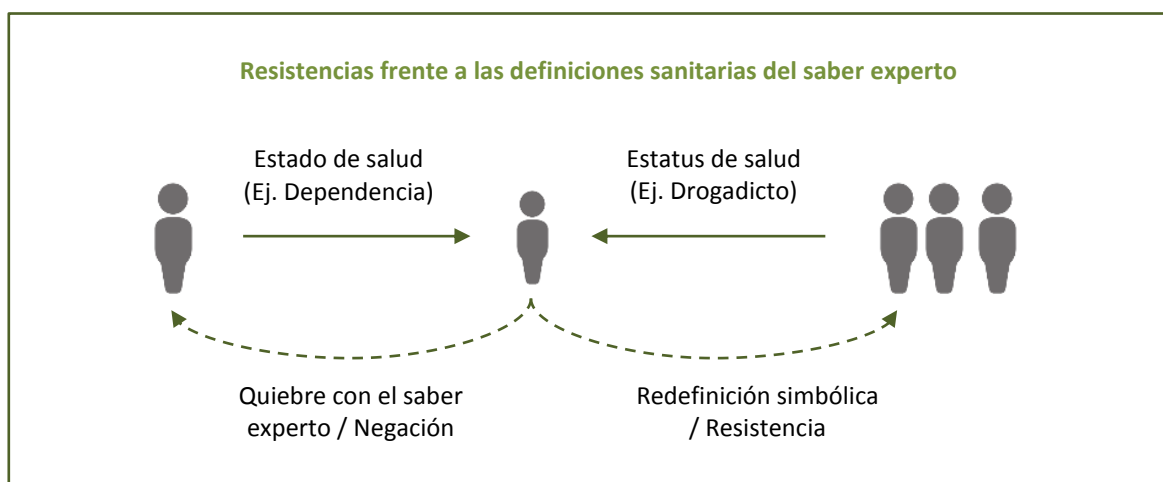 Resistencias frente a las definiciones sanitarias del saber experto
Estado de salud
(Ej. Dependencia)
Estatus de salud
(Ej. Drogadicto)
Quiebre con el saber
experto / Negación
Redefinición simbólica
/ Resistencia